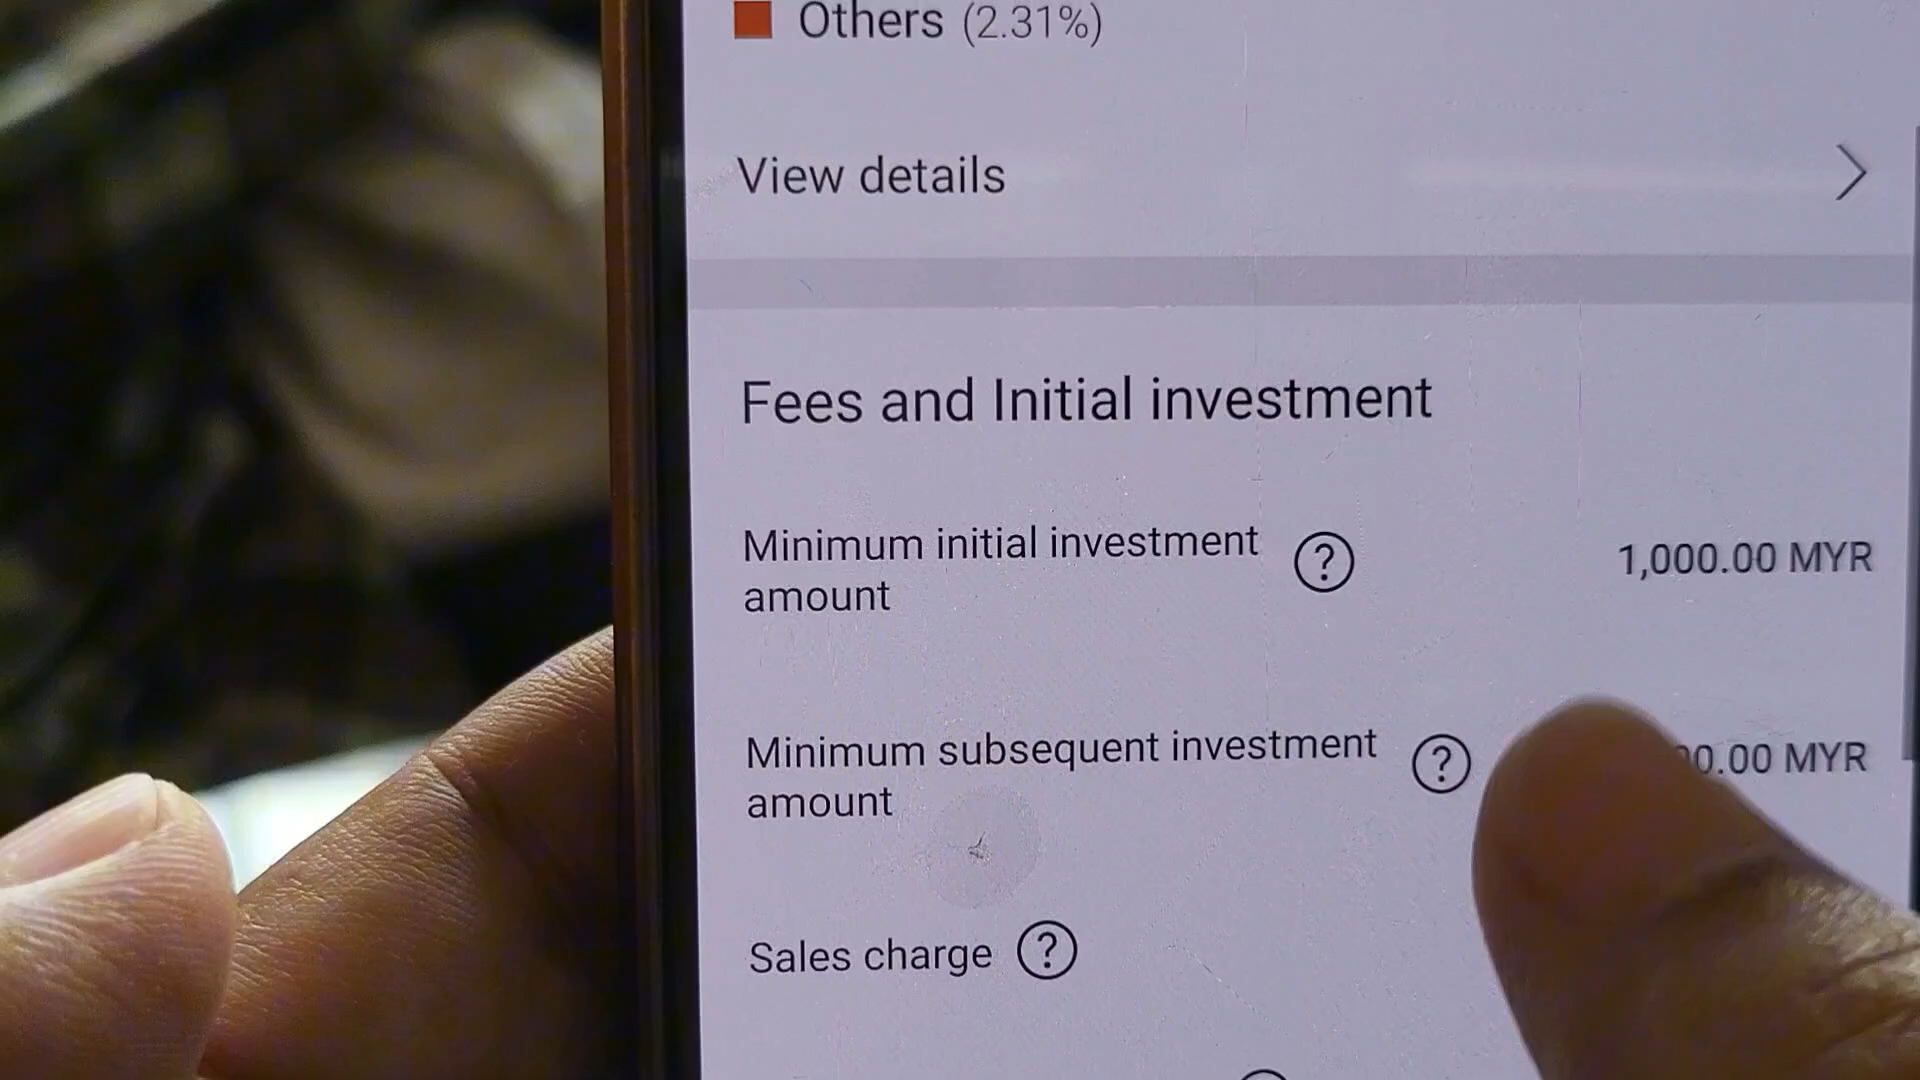 Others (2.31%)
View details
Fees and Initial investment
Minimum initial investment
amount
?
1,000.00 MYR
Minimum subsequent investment
amount
?
0.00 MYR
Sales charge ?